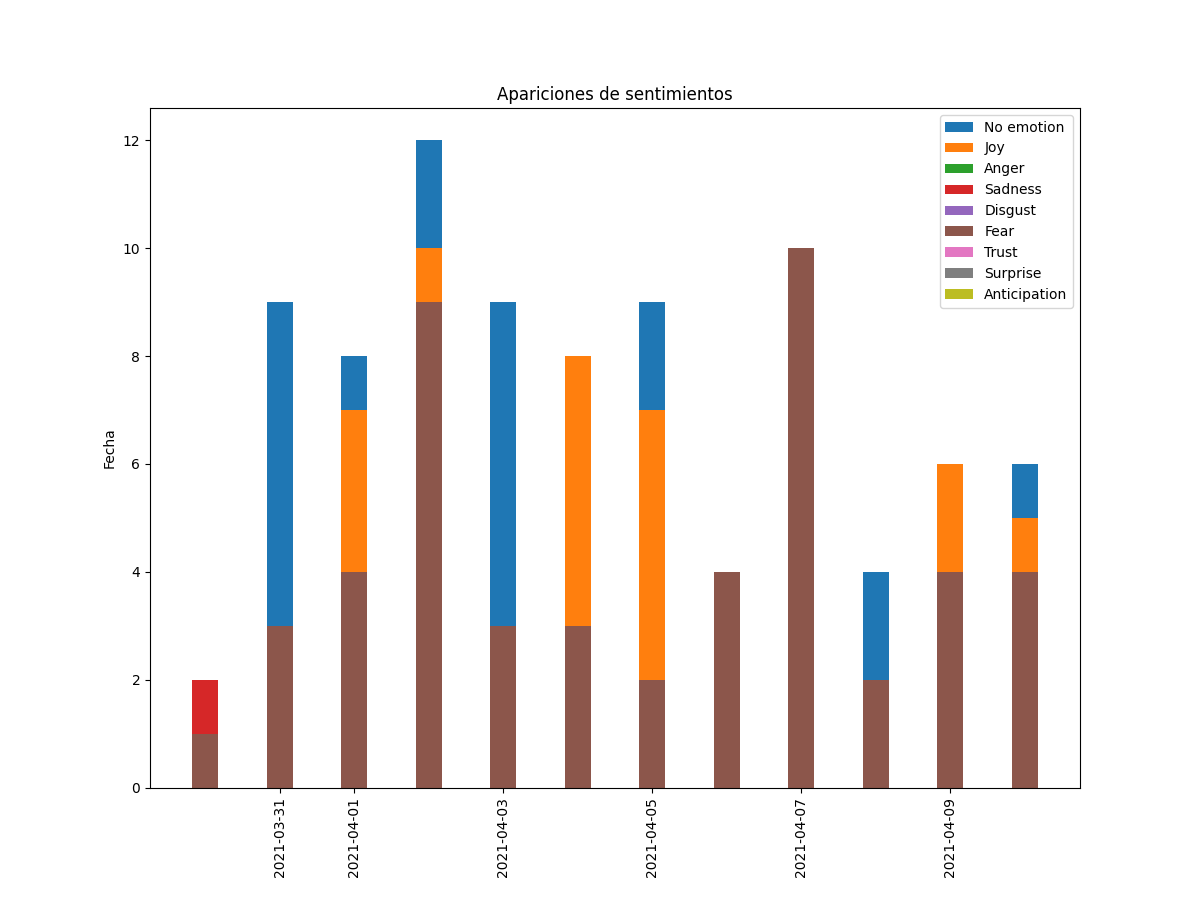 Apariciones de sentimientos
No emotion
Joy
Anger
Sadness
Disgust
Fear
Trust
Surprise
Anticipation
Fecha
12
10
8
6
4
2
0
2021-03-31
2021-04-01
2021-04-03
2021-04-05
2021-04-07
2021-04-09